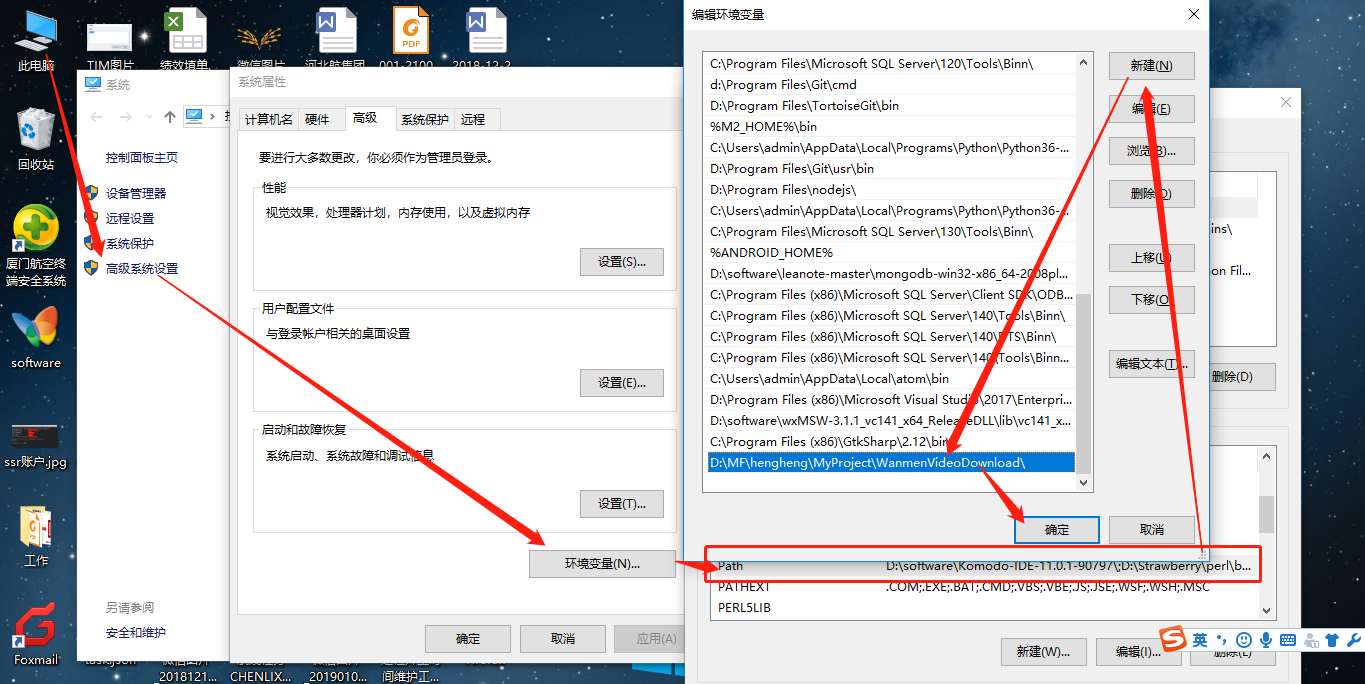 此电脑
TIM图片
绩效填单
微信图片
河北航集团
001-2100
2018-12-2
PDF
回收站
厦门航空终
端安全系统
software
ssr账户.jpg
工作
Foxmail
task.json
_2018121...
CHENLIX...
_2019010...
间维护工...
系统
控制面板主页
设备管理器
远程设置
系统保护
高级系统设置
另请参阅
安全和维护
系统属性
计算机名
硬件
高级
系统保护
远程
要进行大多数更改，你必须作为管理员登录。
性能
视觉效果，处理器计划，内存使用，以及虚拟内存
设置(S)...
用户配置文件
与登录帐户相关的桌面设置
设置(E)...
启动和故障恢复
系统启动、系统故障和调试信息
设置(T)...
环境变量(N)...
确定
取消
应用(A)
编辑环境变量
C:\Program Files\Microsoft SQL Server\120\Tools\Binn\
d:\Program Files\Git\cmd
D:\Program Files\TortoiseGit\bin
%M2_HOME%\bin
C:\Users\admin\AppData\Local\Programs\Python\Python36-...
D:\Program Files\Git\usr\bin
D:\Program Files\nodejs\
C:\Users\admin\AppData\Local\Programs\Python\Python36-...
C:\Program Files\Microsoft SQL Server\130\Tools\Binn\
%ANDROID_HOME%
D:\software\leanote-master\mongodb-win32-x86_64-2008pl...
C:\Program Files (x86)\Microsoft SQL Server\Client SDK\ODB...
C:\Program Files (x86)\Microsoft SQL Server\140\Tools\Binn\
C:\Program Files (x86)\Microsoft SQL Server\140\DTS\Binn\
C:\Program Files (x86)\Microsoft SQL Server\140\Tools\Binn...
C:\Users\admin\AppData\Local\atom\bin
C:\Program Files (x86)\Microsoft Visual Studio\2017\Enterpri...
D:\software\wxMSW-3.1.1_vc141_x64_ReleaseDLL\lib\vc141_x...
C:\Program Files (x86)\GtkSharp\2.12\bin
D:\MF\hengheng\MyProject\WanmenVideoDownload\
新建(N)
编辑(E)
浏览(B)...
删除(D)
上移(U)
下移(O)
编辑文本(T)...
确定
取消
ins\
on Fil...
删除(D)
Path D:\software\Komodo-IDE-11.0.1-90797\;D:\Strawberry\perl\b...
PATHEXT .COM;.EXE;.BAT;.CMD;.VBS;.VBE;.JS;.JSE;.WSF;.WSH;.MSC
PERL5LIB
新建(W)...
编辑(I)...
删除(L)
英